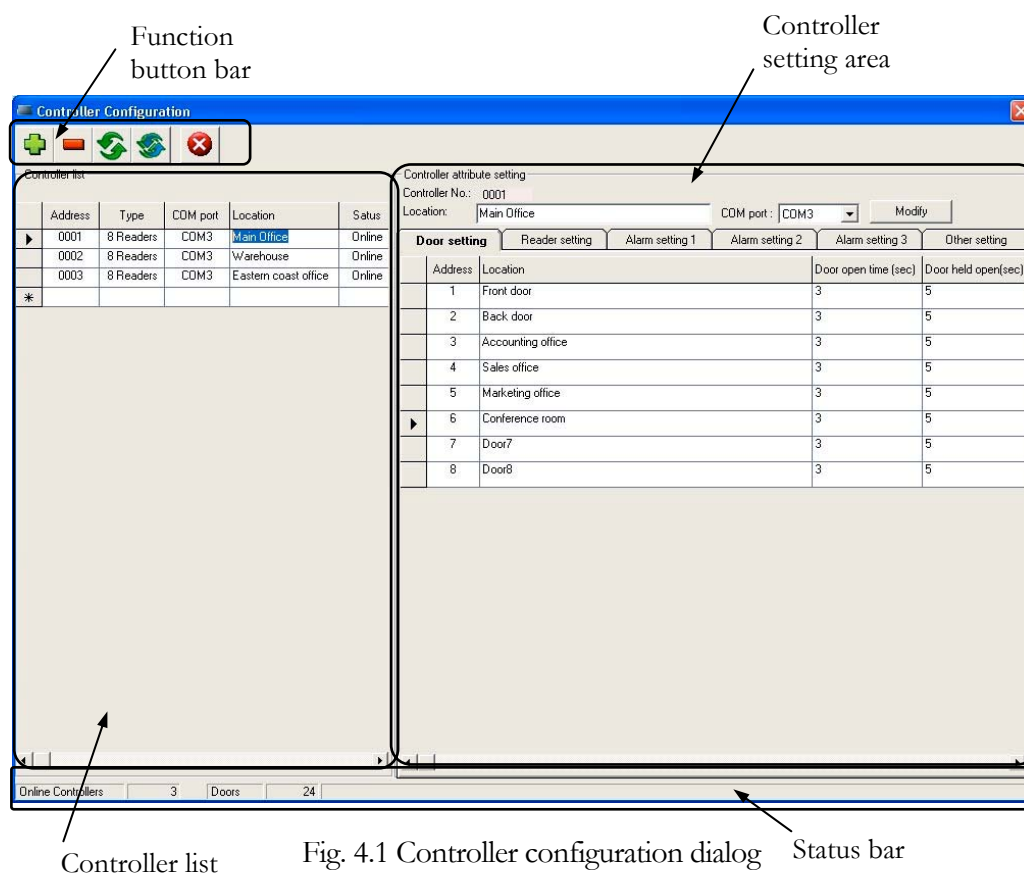 Function
button bar
Controller
setting area
Controller Configuration
Controller list
Address Type COM port Location Satus
0001 8 Readers COM3 Main Office Online
0002 8 Readers COM3 Warehouse Online
0003 8 Readers COM3 Eastern coast office Online
Controller attribute setting
Controller No.: 0001
Location: Main Office COM port : COM3 Modify
Door setting Reader setting Alarm setting 1 Alarm setting 2 Alarm setting 3 Other setting
Address Location Door open time (sec) Door held open(sec)
1 Front door 3 5
2 Back door 3 5
3 Accounting office 3 5
4 Sales office 3 5
5 Marketing office 3 5
6 Conference room 3 5
7 Door7 3 5
8 Door8 3 5
Online Controllers 3 Doors 24
Controller list
Fig. 4.1 Controller configuration dialog
Status bar